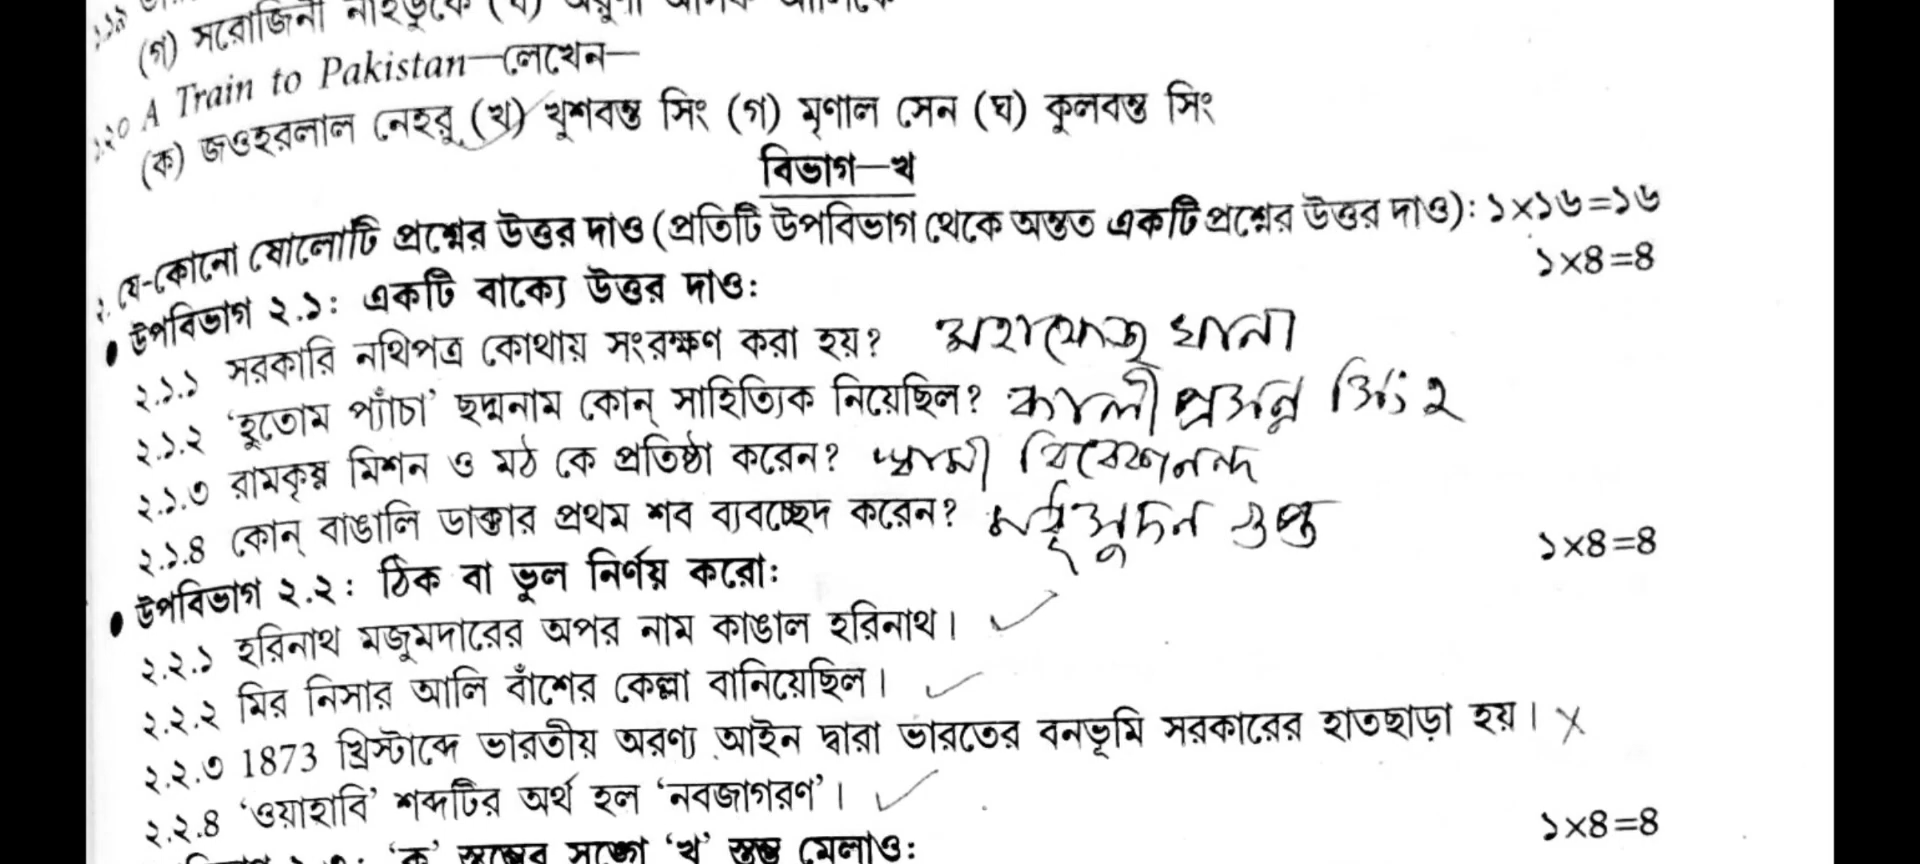 (গ) সরোজিনী নাইডুকে (ঘ) অরুণা আসফ আলিকে
১.২০ A Train to Pakistan—লেখেন—
(ক) জওহরলাল নেহরু (খ) খুশবন্ত সিং (গ) মৃণাল সেন (ঘ) কুলবন্ত সিং
বিভাগ—খ
২. যে-কোনো ষোলোটি প্রশ্নের উত্তর দাও (প্রতিটি উপবিভাগ থেকে অন্তত একটি প্রশ্নের উত্তর দাও): ১×১৬=১৬
● উপবিভাগ ২.১: একটি বাক্যে উত্তর দাও: ১×৪=৪
২.১.১ সরকারি নথিপত্র কোথায় সংরক্ষণ করা হয়? মহাফেজ খানা
২.১.২ ‘হুতোম প্যাঁচা’ ছদ্মনাম কোন্ সাহিত্যিক নিয়েছিল? কালী প্রসন্ন সিংহ
২.১.৩ রামকৃষ্ণ মিশন ও মঠ কে প্রতিষ্ঠা করেন? স্বামী বিবেকানন্দ
২.১.৪ কোন্ বাঙালি ডাক্তার প্রথম শব ব্যবচ্ছেদ করেন? মধুসুদন গুপ্ত
● উপবিভাগ ২.২: ঠিক বা ভুল নির্ণয় করো: ১×৪=৪
২.২.১ হরিনাথ মজুমদারের অপর নাম কাঙাল হরিনাথ। ✓
২.২.২ মির নিসার আলি বাঁশের কেল্লা বানিয়েছিল। ✓
২.২.৩ 1873 খ্রিস্টাব্দে ভারতীয় অরণ্য আইন দ্বারা ভারতের বনভূমি সরকারের হাতছাড়া হয়। ×
২.২.৪ ‘ওয়াহাবি’ শব্দটির অর্থ হল ‘নবজাগরণ’। ✓
‘ক’ স্তম্ভের সঙ্গে ‘খ’ স্তম্ভ মেলাও: ১×৪=৪